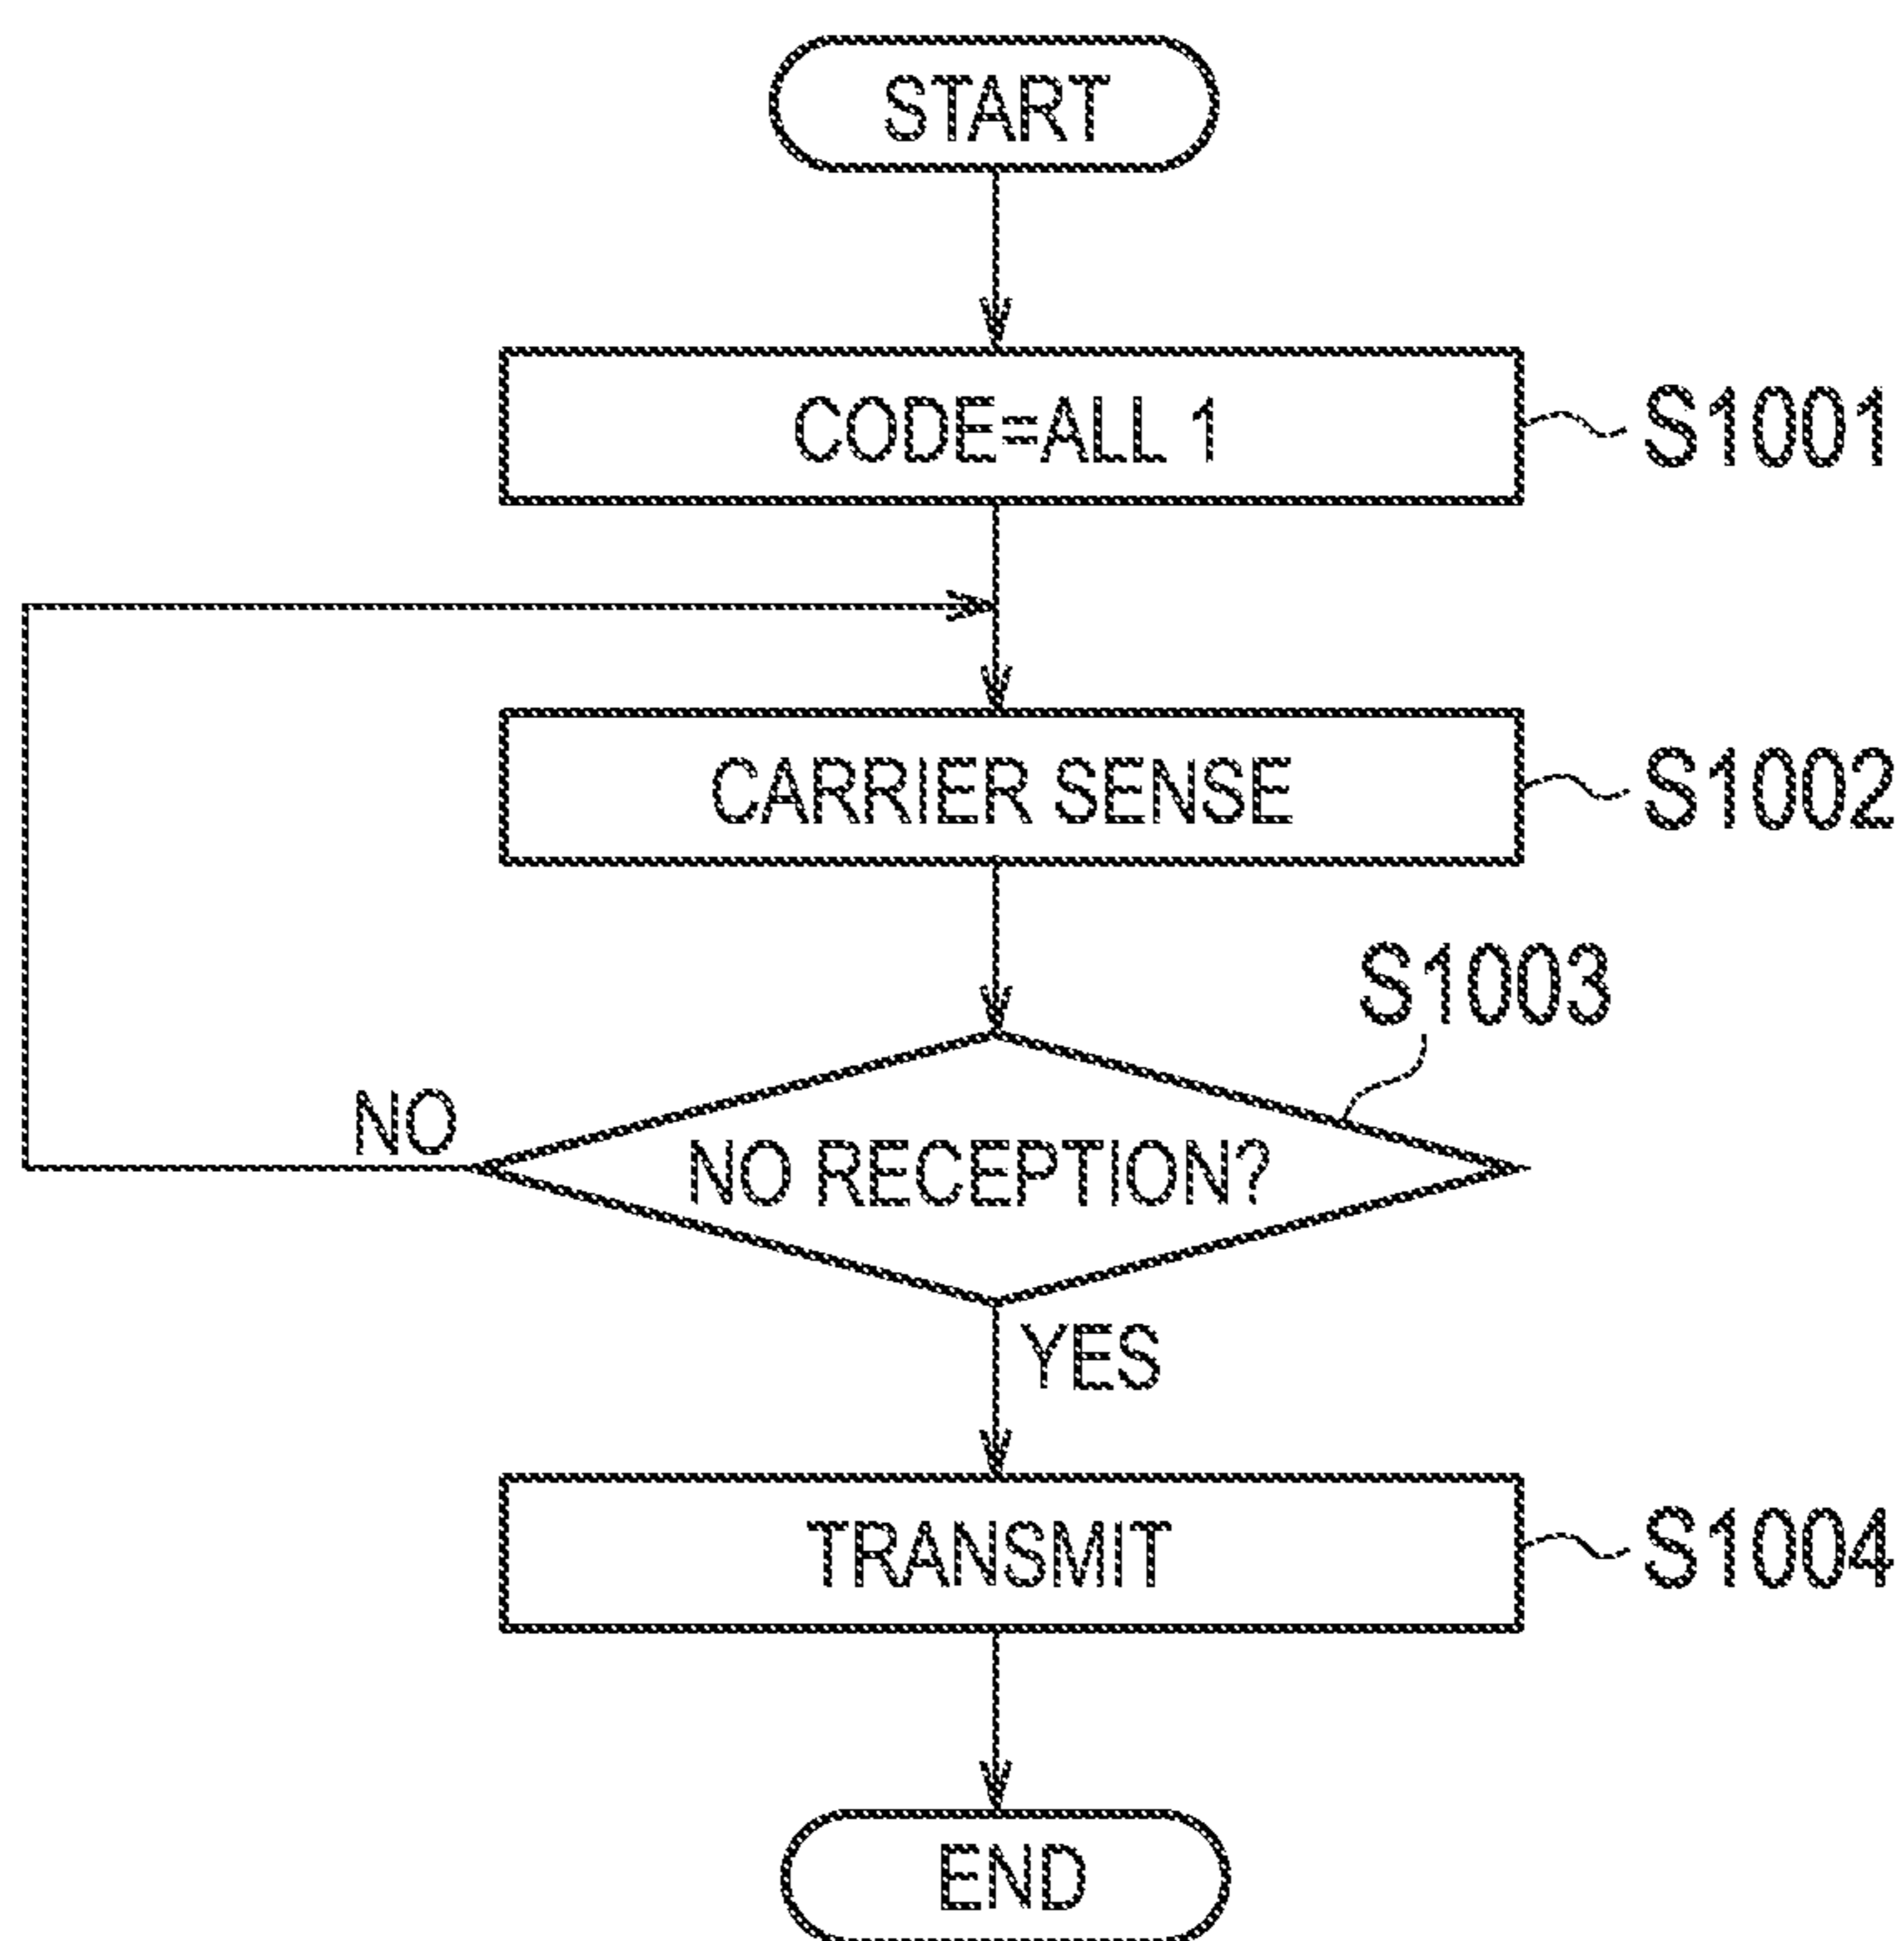 START
CODE=ALL 1
S1001
CARRIER SENSE
S1002
S1003
NO
NO RECEPTION?
YES
TRANSMIT
S1004
END